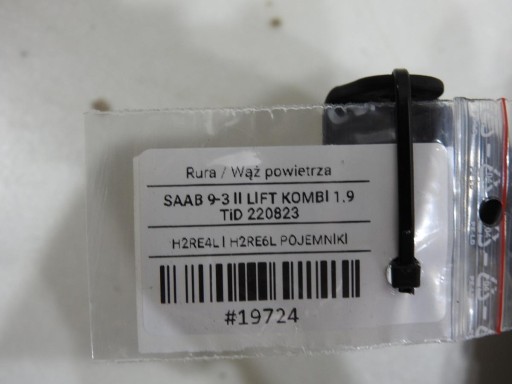 Rura / Wąż powietrza
SAAB 9-3 II LIFT KOMBI 1.9
TiD 220823
H2RE4L i H2RE6L POJEMNIKI
#19724